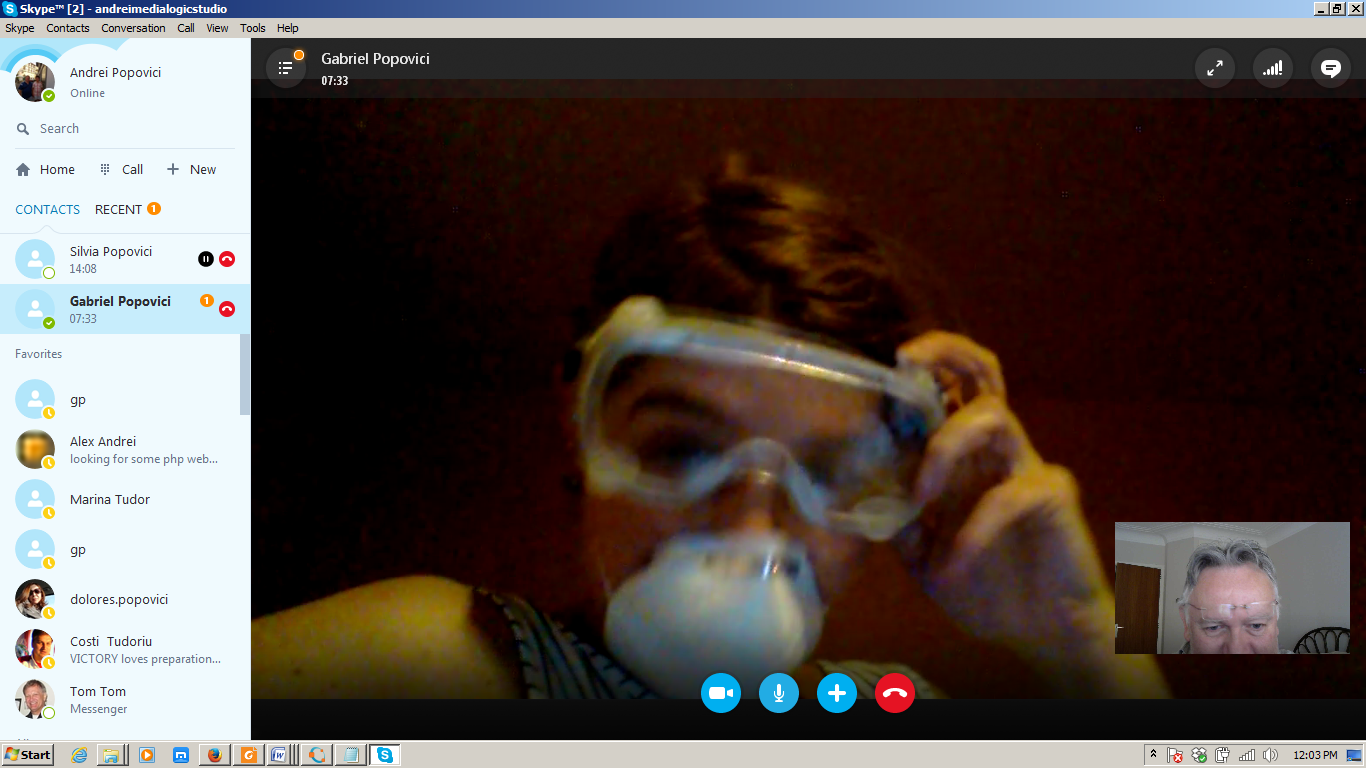 Skype™ [2] - andreimedialogicstudio
Skype Contacts Conversation Call View Tools Help
Andrei Popovici
Online
Search
Home Call New
CONTACTS RECENT 1
Silvia Popovici
14:08
Gabriel Popovici 1
07:33
Favorites
gp
Alex Andrei
looking for some php web...
Marina Tudor
gp
dolores.popovici
Costi Tudoriu
VICTORY loves preparation...
Tom Tom
Messenger
Gabriel Popovici
07:33
Start
12:03 PM